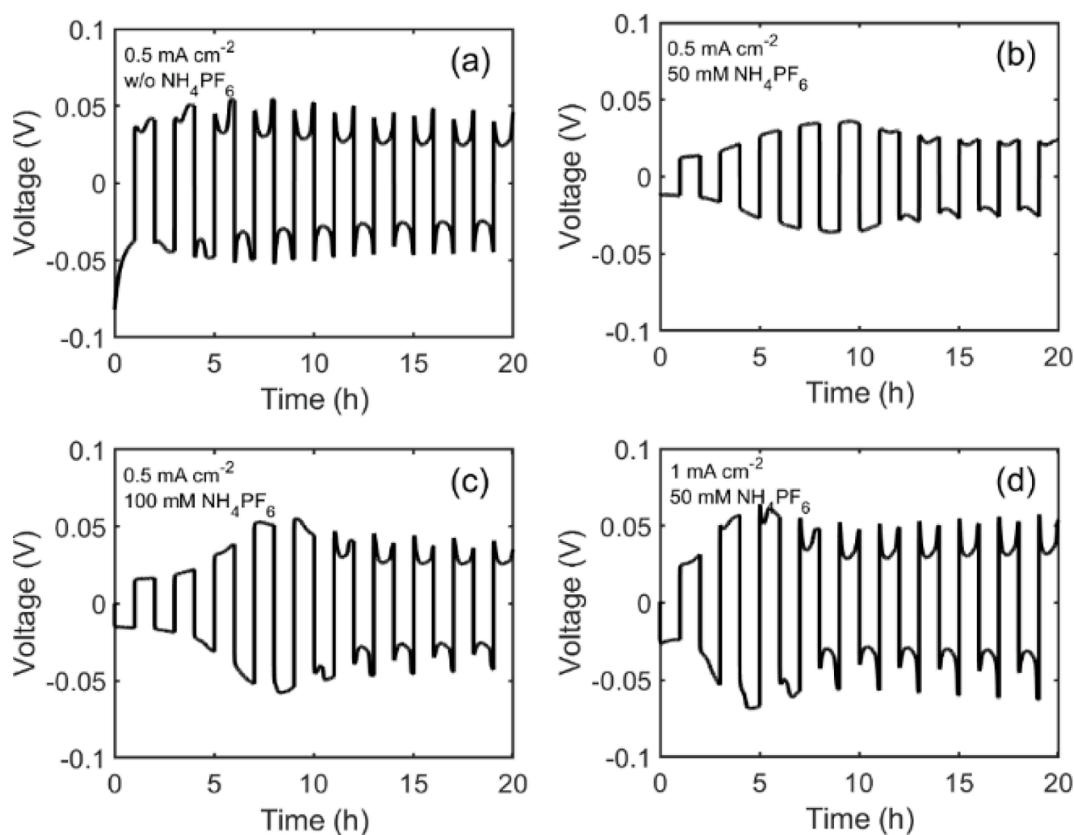 0.1
0.05
0
-0.05
-0.1
Voltage (V)
0.5 mA cm⁻²
w/o NH₄PF₆
(a)
0 5 10 15 20
Time (h)
0.1
0.05
0
-0.05
-0.1
Voltage (V)
0.5 mA cm⁻²
50 mM NH₄PF₆
(b)
0 5 10 15 20
Time (h)
0.1
0.05
0
-0.05
-0.1
Voltage (V)
0.5 mA cm⁻²
100 mM NH₄PF₆
(c)
0 5 10 15 20
Time (h)
0.1
0.05
0
-0.05
-0.1
Voltage (V)
1 mA cm⁻²
50 mM NH₄PF₆
(d)
0 5 10 15 20
Time (h)